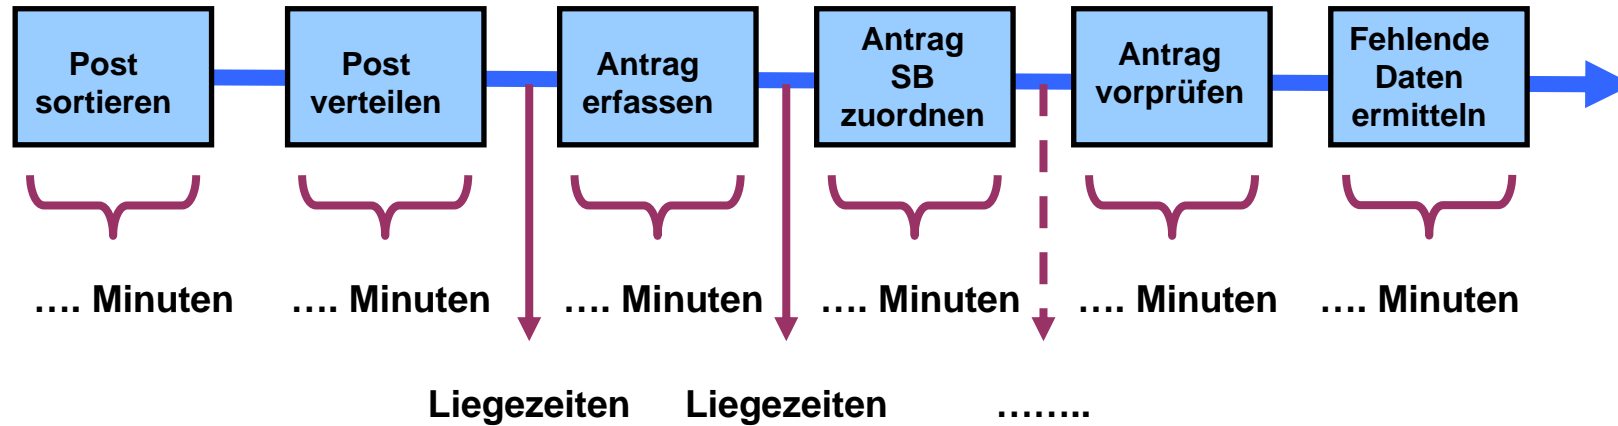 Post
sortieren
Post
verteilen
Antrag
erfassen
Antrag
SB
zuordnen
Antrag
vorprüfen
Fehlende
Daten
ermitteln
.... Minuten
.... Minuten
.... Minuten
.... Minuten
.... Minuten
.... Minuten
Liegezeiten
Liegezeiten
........